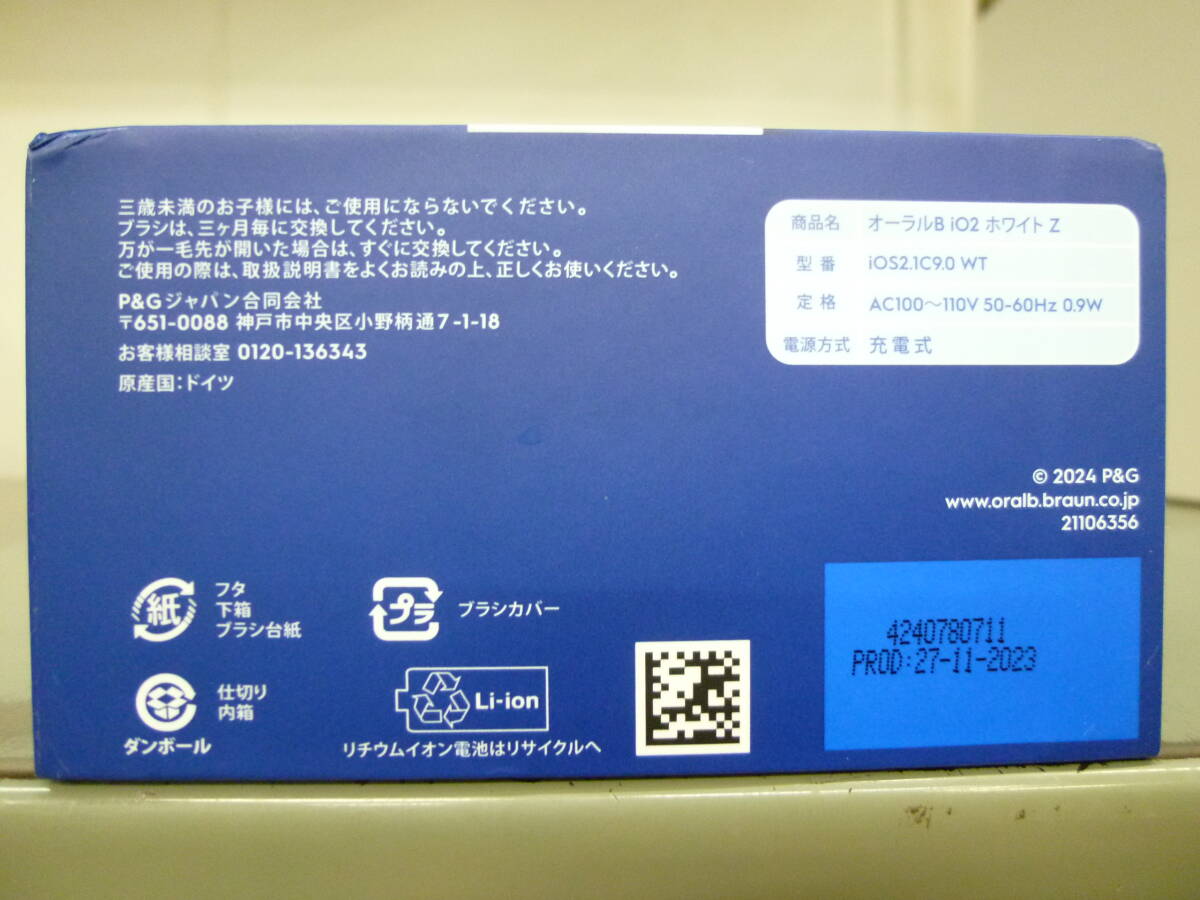 三歳未満のお子様には、ご使用にならないでください。
ブラシは、三ヶ月毎に交換してください。
万が一毛先が開いた場合は、すぐに交換してください。
ご使用の際は、取扱説明書をよくお読みの上、正しくお使いください。
P&Gジャパン合同会社
〒651-0088 神戸市中央区小野柄通7-1-18
お客様相談室 0120-136343
原産国：ドイツ
商品名 オーラルB iO2 ホワイト Z
型番 iOS2.1C9.0 WT
定格 AC100～110V 50-60Hz 0.9W
電源方式 充電式
© 2024 P&G
www.oralb.braun.co.jp
21106356
紙
フタ
下箱
ブラシ台紙
プラ
ブラシカバー
仕切り
内箱
ダンボール
Li-ion
リチウムイオン電池はリサイクルへ
4240780711
PROD:27-11-2023